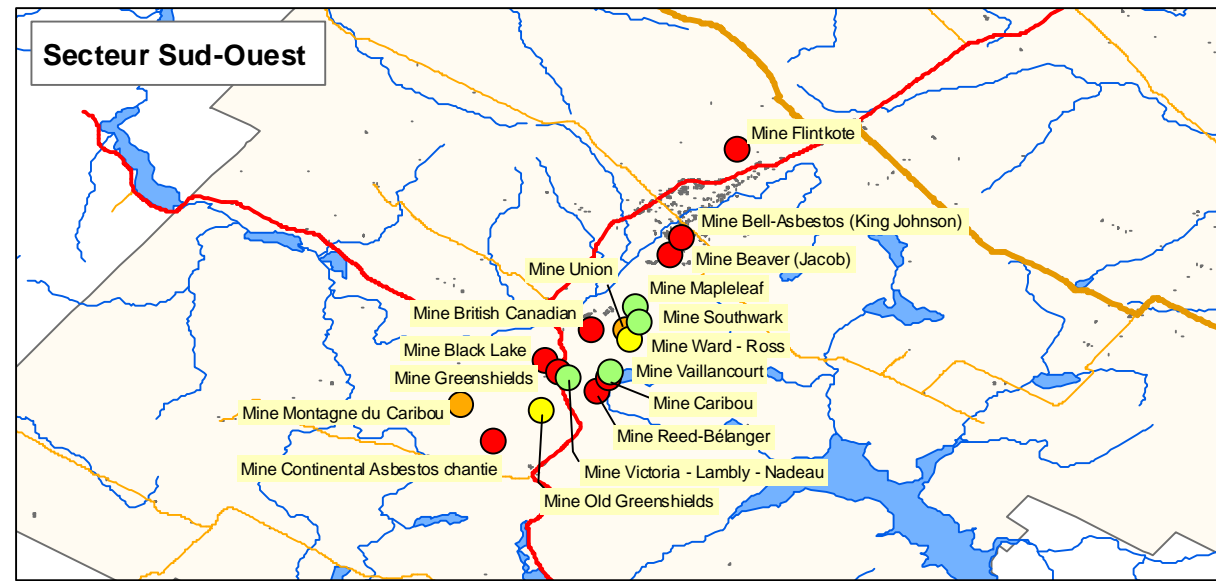 Secteur Sud-Ouest
Mine Flintkote
Mine Bell-Asbestos (King Johnson)
Mine Beaver (Jacob)
Mine Union
Mine Mapleleaf
Mine British Canadian
Mine Southwark
Mine Ward - Ross
Mine Black Lake
Mine Vaillancourt
Mine Greenshields
Mine Caribou
Mine Montagne du Caribou
Mine Reed-Bélanger
Mine Continental Asbestos chantie
Mine Victoria - Lambly - Nadeau
Mine Old Greenshields